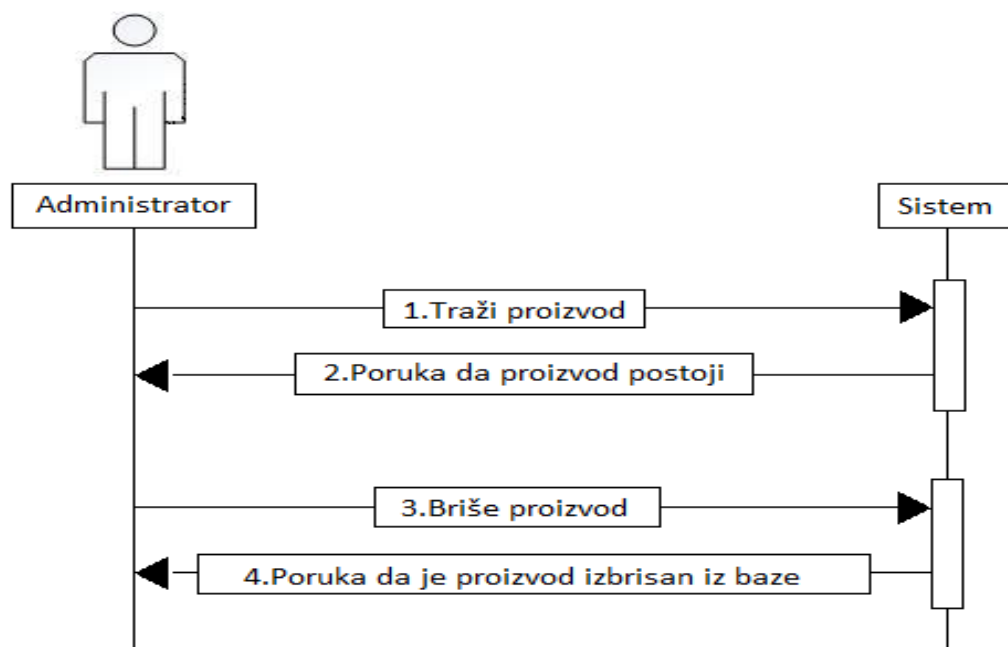 Administrator
Sistem
1.Traži proizvod
2.Poruka da proizvod postoji
3.Briše proizvod
4.Poruka da je proizvod izbrisan iz baze